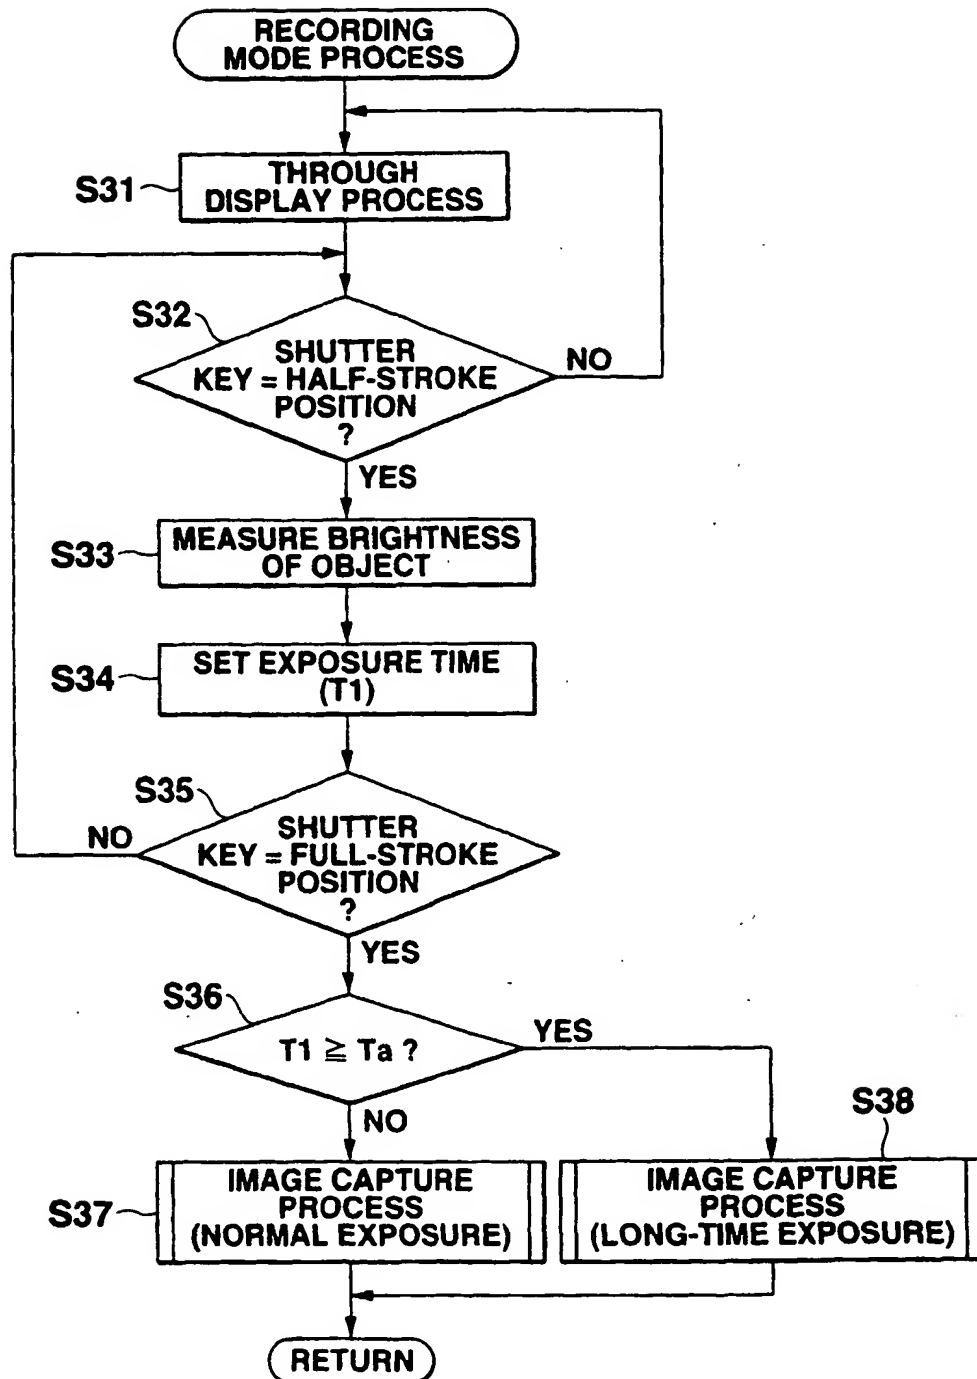 RECORDING
MODE PROCESS
S31
THROUGH
DISPLAY PROCESS
S32
SHUTTER
KEY = HALF-STROKE
POSITION
?
NO
YES
S33
MEASURE BRIGHTNESS
OF OBJECT
S34
SET EXPOSURE TIME
(T1)
S35
SHUTTER
KEY = FULL-STROKE
POSITION
?
NO
YES
S36
T1 ≧ Ta ?
YES
NO
S37
IMAGE CAPTURE
PROCESS
(NORMAL EXPOSURE)
S38
IMAGE CAPTURE
PROCESS
(LONG-TIME EXPOSURE)
RETURN